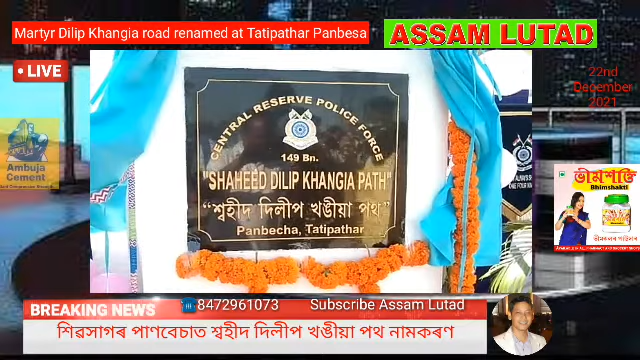 Martyr Dilip Khangia road renamed at Tatipathar Panbesa
ASSAM LUTAD
LIVE
22nd
December
2021
CENTRAL RESERVE POLICE FORCE
149 Bn.
"SHAHEED DILIP KHANGIA PATH"
“শ্বহীদ দিলীপ খঙীয়া পথ”
Panbecha, Tatipathar
Ambuja
Cement
ভীমশক্তি
Bhimshakti
BREAKING NEWS
8472961073
Subscribe Assam Lutad
শিৱসাগৰ পাণবেচাত শ্বহীদ দিলীপ খঙীয়া পথ নামকৰণ